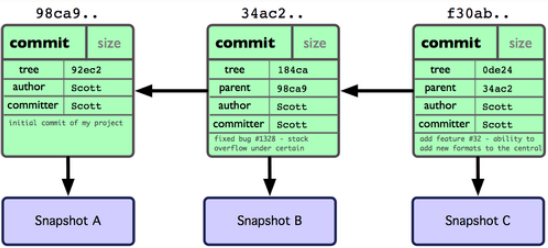 98ca9..
commit size
tree 92ec2
author Scott
committer Scott
initial commit of my project
Snapshot A
34ac2..
commit size
tree 184ca
parent 98ca9
author Scott
committer Scott
fixed bug #1328 - stack
overflow under certain
Snapshot B
f30ab..
commit size
tree 0de24
parent 34ac2
author Scott
committer Scott
add feature #32 - ability to
add new formats to the central
Snapshot C